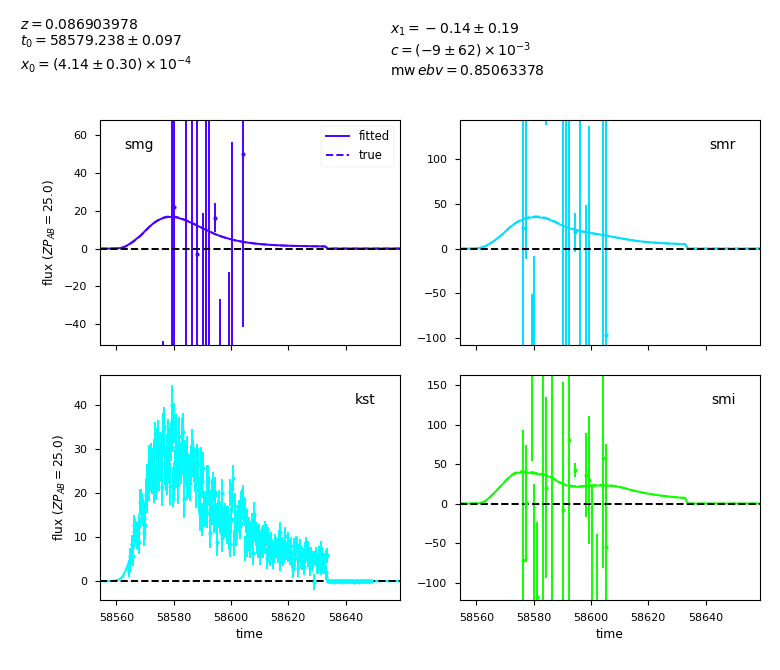 z = 0.086903978
t₀ = 58579.238 ± 0.097
x₀ = (4.14 ± 0.30) × 10⁻⁴
x₁ = −0.14 ± 0.19
c = (−9 ± 62) × 10⁻³
mw ebv = 0.85063378
smg
fitted
true
60
40
20
0
−20
−40
flux (ZP_AB = 25.0)
smr
100
50
0
−50
−100
kst
40
30
20
10
0
flux (ZP_AB = 25.0)
58560 58580 58600 58620 58640
time
smi
150
100
50
0
−50
−100
58560 58580 58600 58620 58640
time